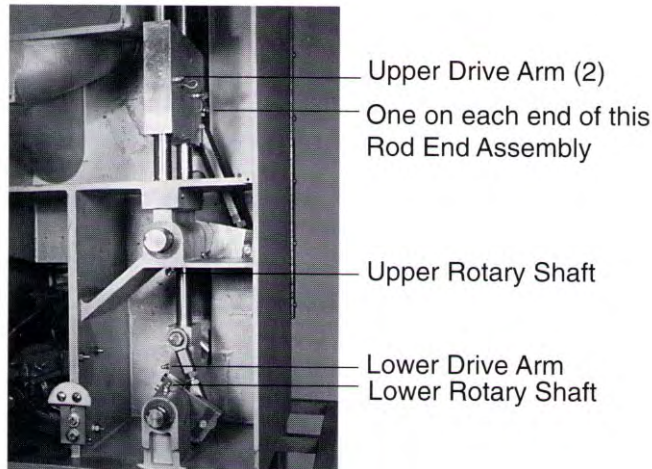 Upper Drive Arm (2)
One on each end of this
Rod End Assembly
Upper Rotary Shaft
Lower Drive Arm
Lower Rotary Shaft